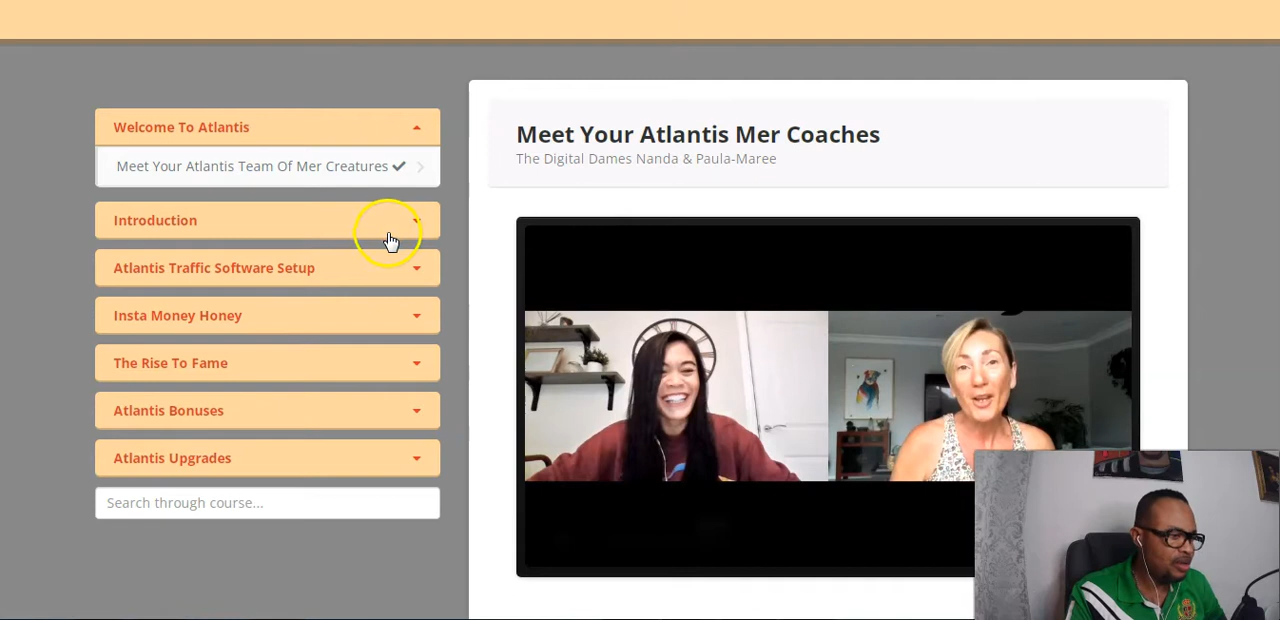 Welcome To Atlantis
Meet Your Atlantis Team Of Mer Creatures
Introduction
Atlantis Traffic Software Setup
Insta Money Honey
The Rise To Fame
Atlantis Bonuses
Atlantis Upgrades
Search through course...
Meet Your Atlantis Mer Coaches
The Digital Dames Nanda & Paula-Maree